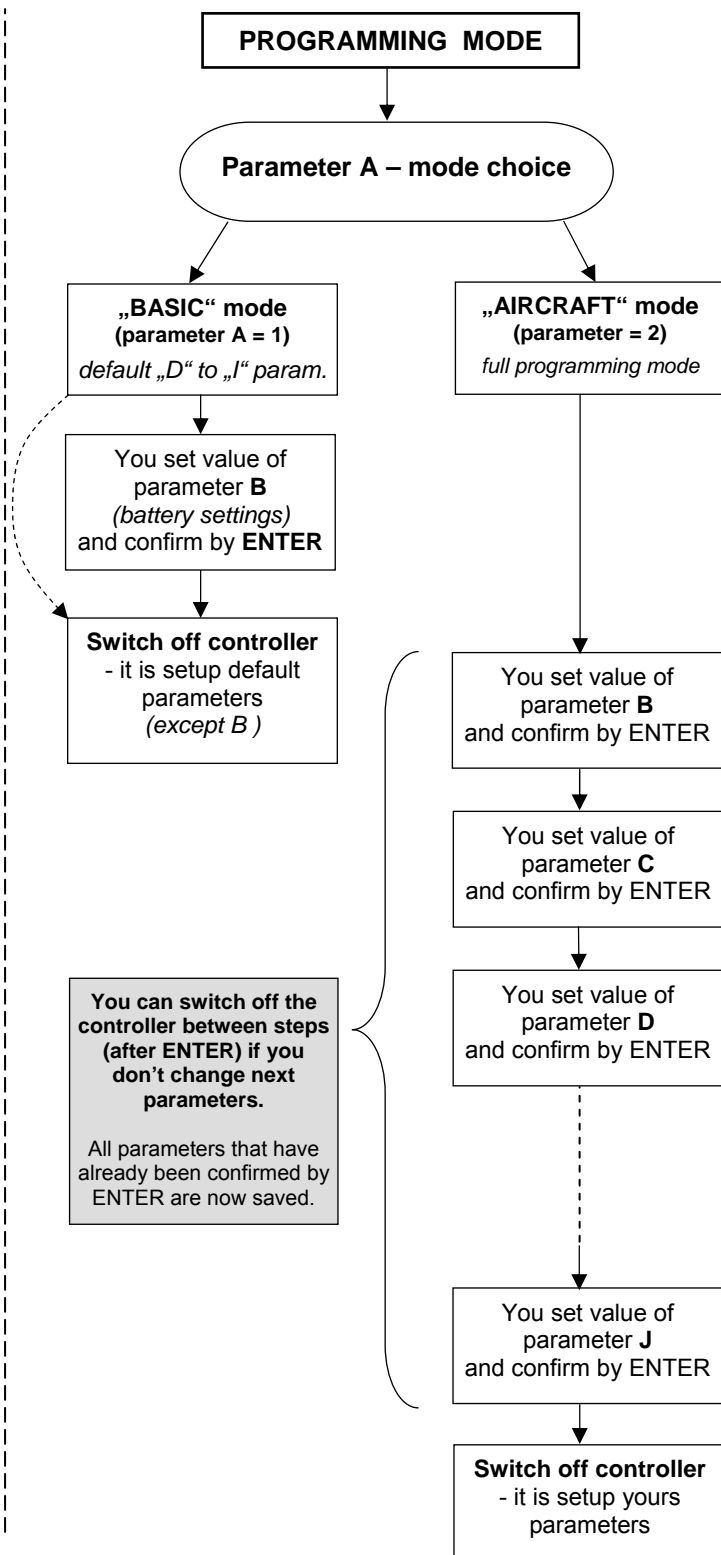 PROGRAMMING MODE
Parameter A – mode choice
„BASIC“ mode
(parameter A = 1)
default „D“ to „I“ param.
„AIRCRAFT“ mode
(parameter = 2)
full programming mode
You set value of
parameter B
(battery settings)
and confirm by ENTER
Switch off controller
- it is setup default
parameters
(except B )
You set value of
parameter B
and confirm by ENTER
You set value of
parameter C
and confirm by ENTER
You can switch off the
controller between steps
(after ENTER) if you
don’t change next
parameters.
All parameters that have
already been confirmed by
ENTER are now saved.
You set value of
parameter D
and confirm by ENTER
You set value of
parameter J
and confirm by ENTER
Switch off controller
- it is setup yours
parameters